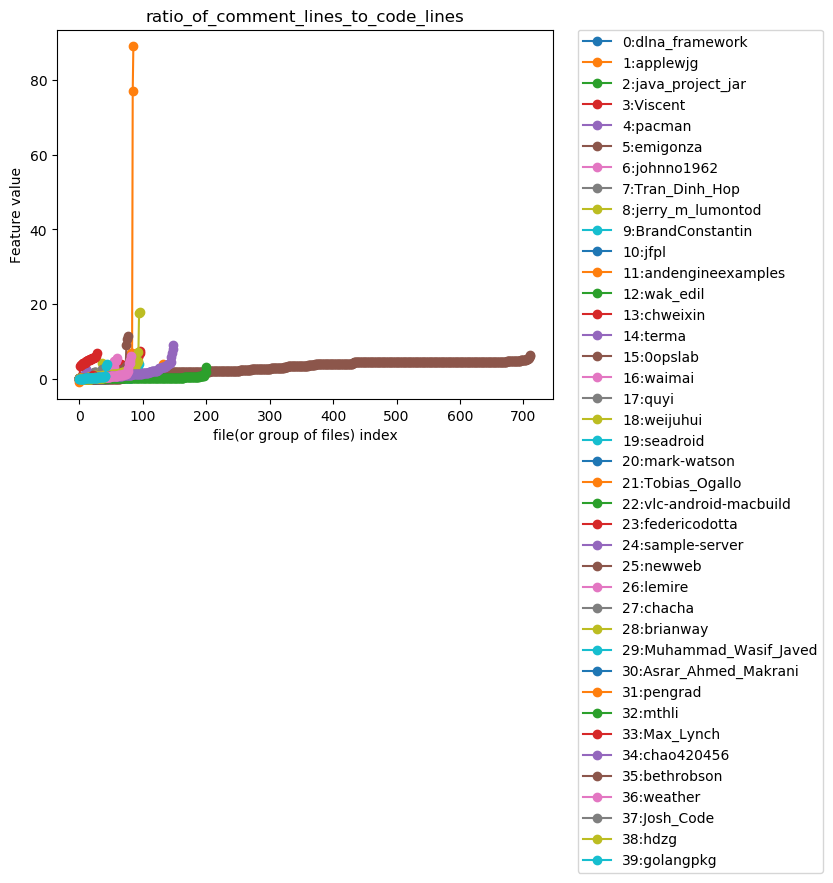 ratio_of_comment_lines_to_code_lines
Feature value
80
60
40
20
0
0 100 200 300 400 500 600 700
file(or group of files) index
0:dlna_framework
1:applewjg
2:java_project_jar
3:Viscent
4:pacman
5:emigonza
6:johnno1962
7:Tran_Dinh_Hop
8:jerry_m_lumontod
9:BrandConstantin
10:jfpl
11:andengineexamples
12:wak_edil
13:chweixin
14:terma
15:0opslab
16:waimai
17:quyi
18:weijuhui
19:seadroid
20:mark-watson
21:Tobias_Ogallo
22:vlc-android-macbuild
23:federicodotta
24:sample-server
25:newweb
26:lemire
27:chacha
28:brianway
29:Muhammad_Wasif_Javed
30:Asrar_Ahmed_Makrani
31:pengrad
32:mthli
33:Max_Lynch
34:chao420456
35:bethrobson
36:weather
37:Josh_Code
38:hdzg
39:golangpkg